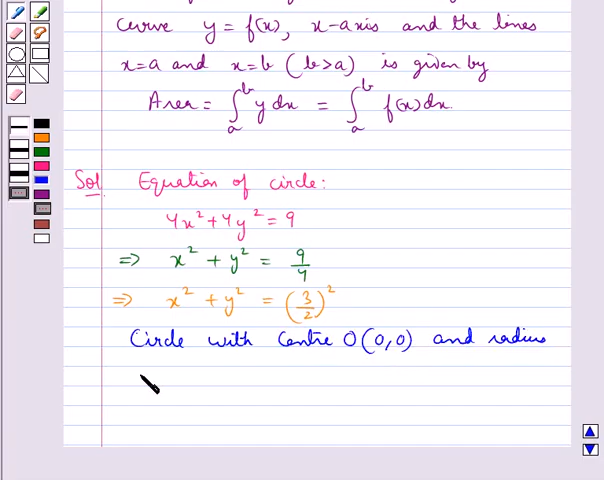 curve y = f(x), x-axis and the lines
x=a and x=b (b>a) is given by
Area = ∫_a^b y dx = ∫_a^b f(x) dx.
Sol. Equation of circle:
4x² + 4y² = 9
⇒ x² + y² = 9/4
⇒ x² + y² = (3/2)²
Circle with Centre O(0,0) and radius